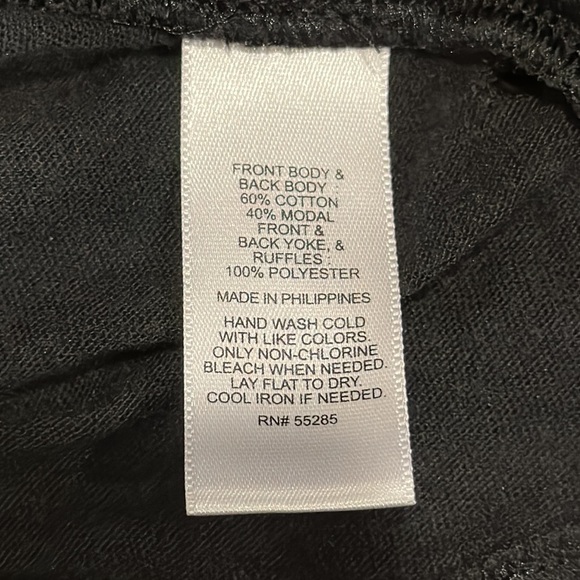 FRONT BODY &
BACK BODY :
60% COTTON
40% MODAL
FRONT &
BACK YOKE, &
RUFFLES :
100% POLYESTER
MADE IN PHILIPPINES
HAND WASH COLD
WITH LIKE COLORS.
ONLY NON-CHLORINE
BLEACH WHEN NEEDED.
LAY FLAT TO DRY.
COOL IRON IF NEEDED.
RN# 55285